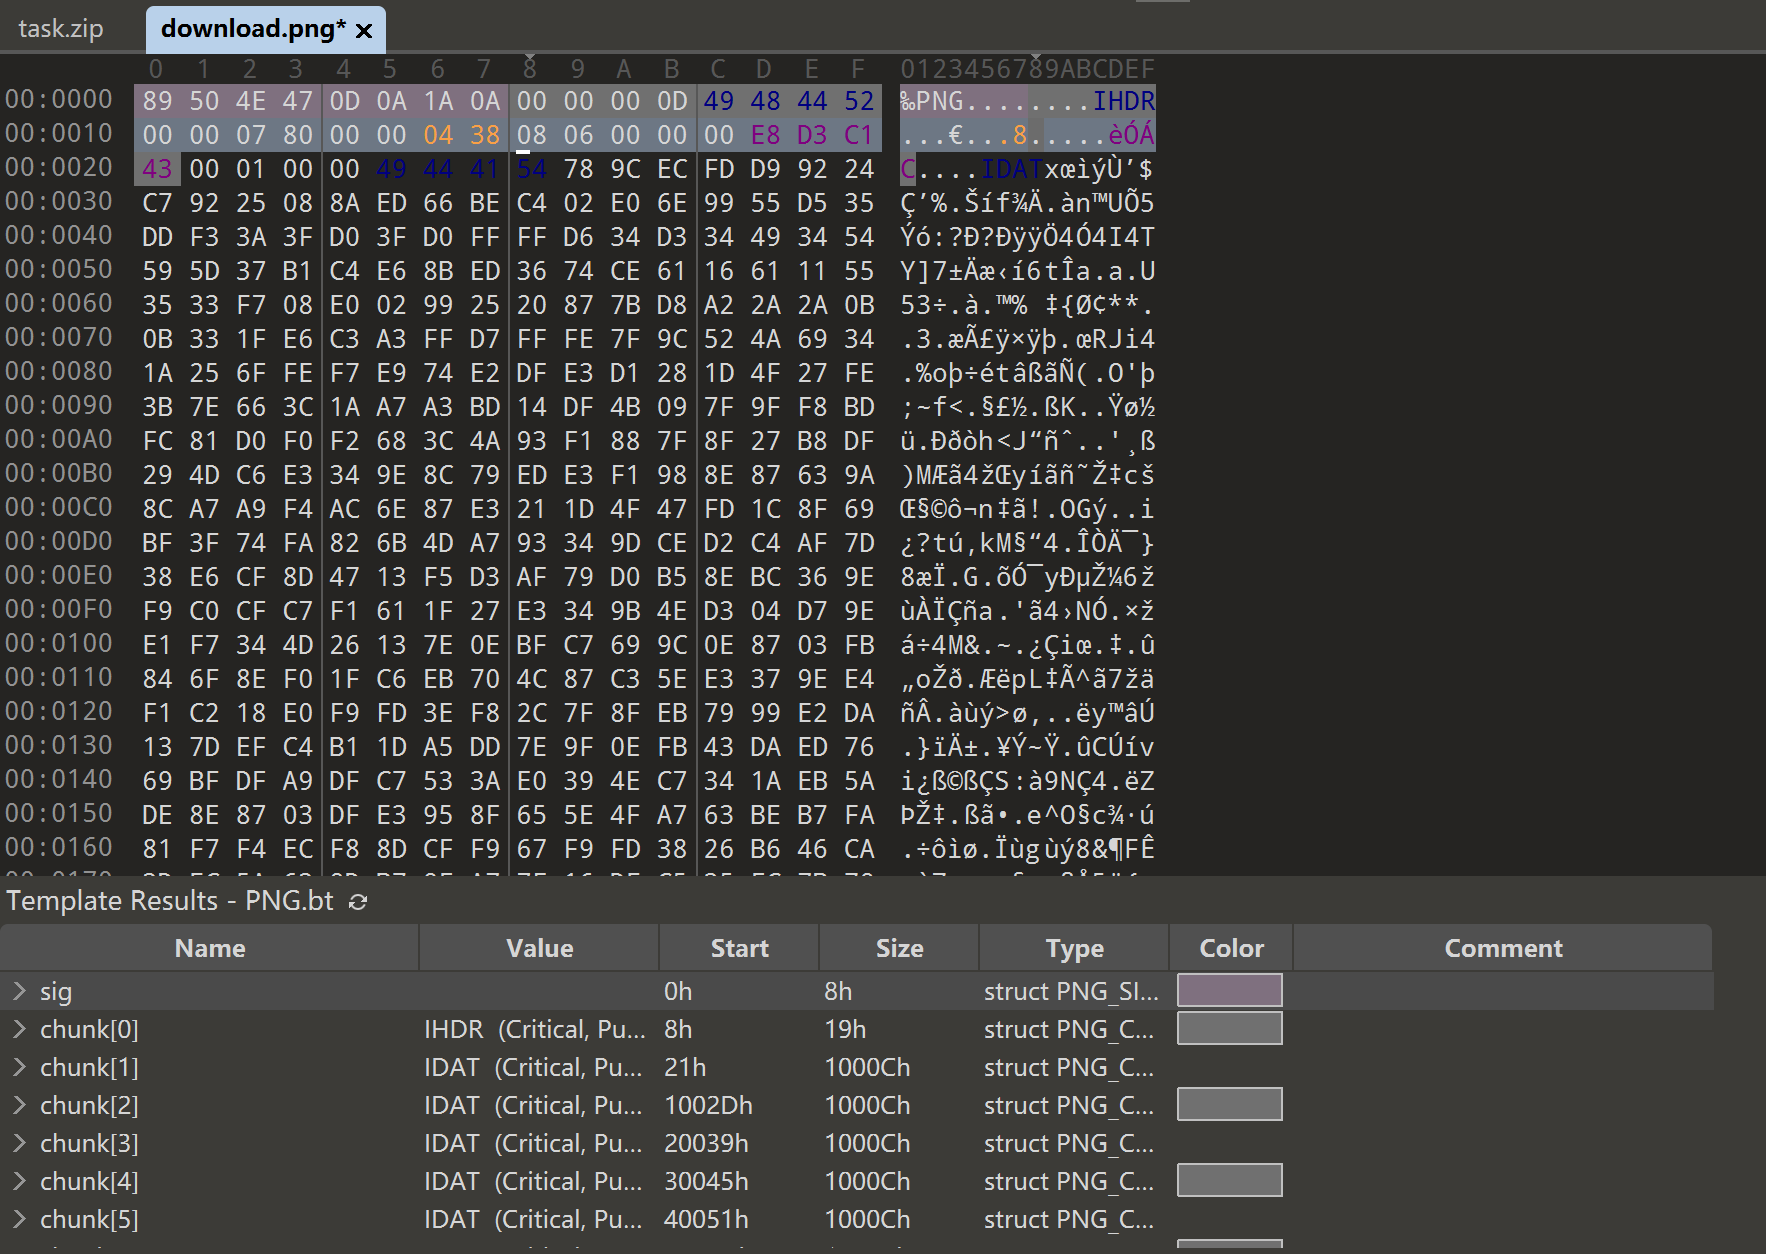 task.zip download.png* ×
0 1 2 3 4 5 6 7 8 9 A B C D E F 0123456789ABCDEF
00:0000 89 50 4E 47 0D 0A 1A 0A 00 00 00 0D 49 48 44 52 ‰PNG........IHDR
00:0010 00 00 07 80 00 00 04 38 08 06 00 00 00 E8 D3 C1 ...€...8.....èÓÁ
00:0020 43 00 01 00 00 49 44 41 54 78 9C EC FD D9 92 24 C....IDATxœìýÙ’$
00:0030 C7 92 25 08 8A ED 66 BE C4 02 E0 6E 99 55 D5 35 Ç’%.Šíf¾Ä.àn™UÕ5
00:0040 DD F3 3A 3F D0 3F D0 FF FF D6 34 D3 34 49 34 54 Ýó:?Ð?ÐÿÿÖ4Ó4I4T
00:0050 59 5D 37 B1 C4 E6 8B ED 36 74 CE 61 16 61 11 55 Y]7±Äæ‹í6tÎa.a.U
00:0060 35 33 F7 08 E0 02 99 25 20 87 7B D8 A2 2A 2A 0B 53÷.à.™% ‡{Ø¢**.
00:0070 0B 33 1F E6 C3 A3 FF D7 FF FE 7F 9C 52 4A 69 34 .3.æÃ£ÿ×ÿþ.œRJi4
00:0080 1A 25 6F FE F7 E9 74 E2 DF E3 D1 28 1D 4F 27 FE .%oþ÷étâßãÑ(.O'þ
00:0090 3B 7E 66 3C 1A A7 A3 BD 14 DF 4B 09 7F 9F F8 BD ;~f<.§£½.ßK..Ÿø½
00:00A0 FC 81 D0 F0 F2 68 3C 4A 93 F1 88 7F 8F 27 B8 DF ü.Ððòh<J“ñˆ..'¸ß
00:00B0 29 4D C6 E3 34 9E 8C 79 ED E3 F1 98 8E 87 63 9A )MÆã4žŒyíãñ˜Ž‡cš
00:00C0 8C A7 A9 F4 AC 6E 87 E3 21 1D 4F 47 FD 1C 8F 69 Œ§©ô¬n‡ã!.OGý..i
00:00D0 BF 3F 74 FA 82 6B 4D A7 93 34 9D CE D2 C4 AF 7D ¿?tú‚kM§“4.ÎÒÄ¯}
00:00E0 38 E6 CF 8D 47 13 F5 D3 AF 79 D0 B5 8E BC 36 9E 8æÏ.G.õÓ¯yÐµŽ¼6ž
00:00F0 F9 C0 CF C7 F1 61 1F 27 E3 34 9B 4E D3 04 D7 9E ùÀÏÇña.'ã4›NÓ.×ž
00:0100 E1 F7 34 4D 26 13 7E 0E BF C7 69 9C 0E 87 03 FB á÷4M&.~.¿Çiœ.‡.û
00:0110 84 6F 8E F0 1F C6 EB 70 4C 87 C3 5E E3 37 9E E4 „oŽð.ÆëpL‡Ã^ã7žä
00:0120 F1 C2 18 E0 F9 FD 3E F8 2C 7F 8F EB 79 99 E2 DA ñÂ.àùý>ø,..ëy™âÚ
00:0130 13 7D EF C4 B1 1D A5 DD 7E 9F 0E FB 43 DA ED 76 .}ïÄ±.¥Ý~Ÿ.ûCÚív
00:0140 69 BF DF A9 DF C7 53 3A E0 39 4E C7 34 1A EB 5A i¿ß©ßÇS:à9NÇ4.ëZ
00:0150 DE 8E 87 03 DF E3 95 8F 65 5E 4F A7 63 BE B7 FA ÞŽ‡.ßã•.e^O§c¾·ú
00:0160 81 F7 F4 EC F8 8D CF F9 67 F9 FD 38 26 B6 46 CA .÷ôìø.Ïùgùý8&¶FÊ
Template Results - PNG.bt
Name Value Start Size Type Color Comment
sig 0h 8h struct PNG_SI...
chunk[0] IHDR (Critical, Pu... 8h 19h struct PNG_C...
chunk[1] IDAT (Critical, Pu... 21h 1000Ch struct PNG_C...
chunk[2] IDAT (Critical, Pu... 1002Dh 1000Ch struct PNG_C...
chunk[3] IDAT (Critical, Pu... 20039h 1000Ch struct PNG_C...
chunk[4] IDAT (Critical, Pu... 30045h 1000Ch struct PNG_C...
chunk[5] IDAT (Critical, Pu... 40051h 1000Ch struct PNG_C...